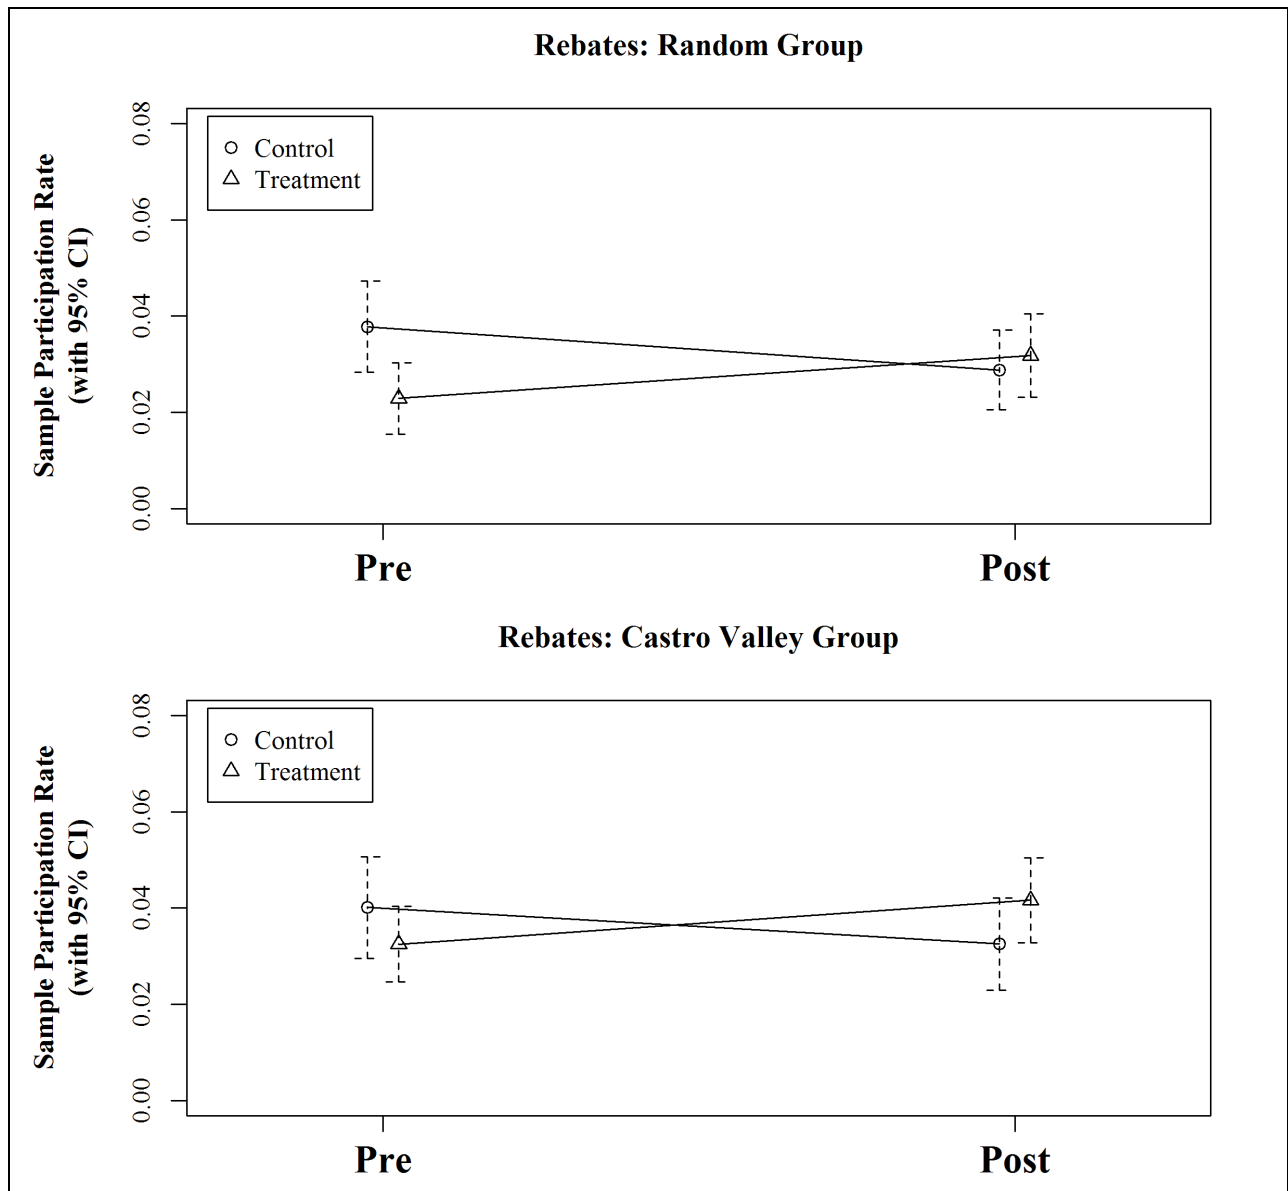 Rebates: Random Group
Sample Participation Rate
(with 95% CI)
0.08
0.06
0.04
0.02
0.00
Control
Treatment
Pre
Post
Rebates: Castro Valley Group
Sample Participation Rate
(with 95% CI)
0.08
0.06
0.04
0.02
0.00
Control
Treatment
Pre
Post